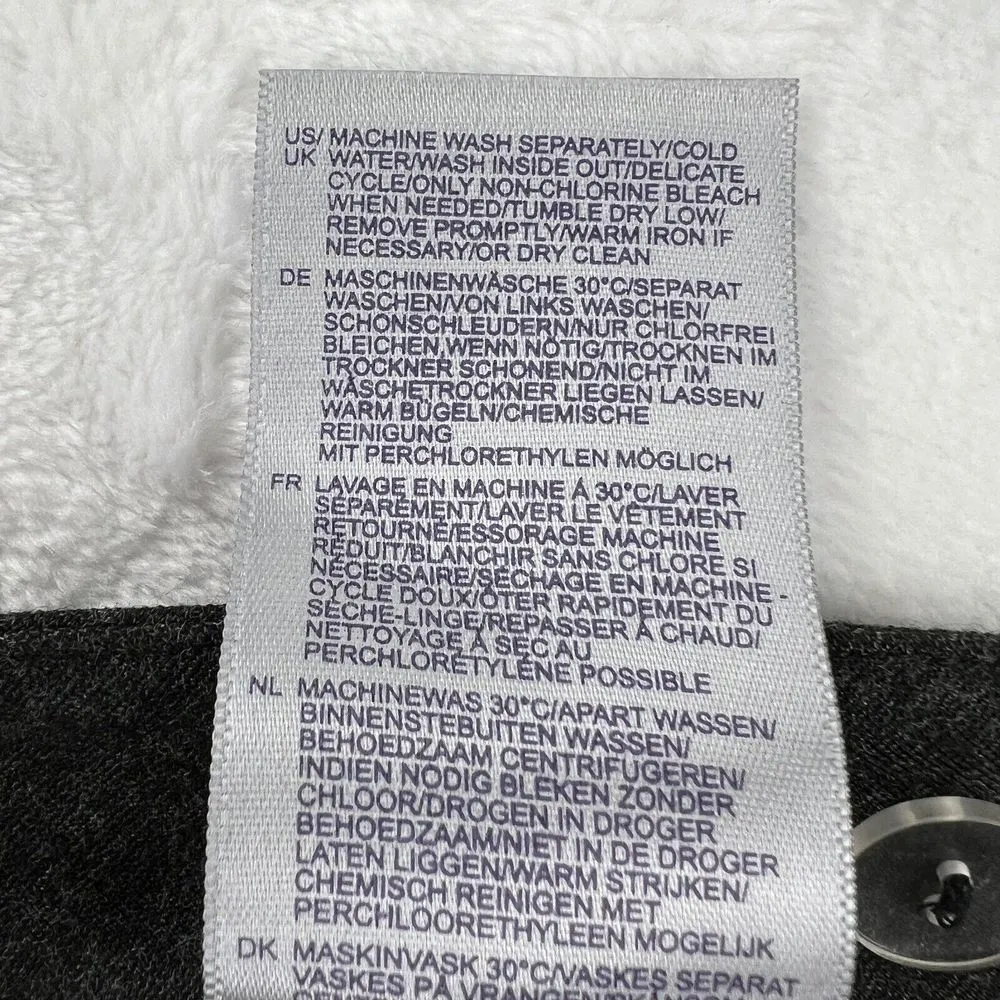 US/ MACHINE WASH SEPARATELY/COLD
UK WATER/WASH INSIDE OUT/DELICATE
CYCLE/ONLY NON-CHLORINE BLEACH
WHEN NEEDED/TUMBLE DRY LOW/
REMOVE PROMPTLY/WARM IRON IF
NECESSARY/OR DRY CLEAN
DE MASCHINENWÄSCHE 30°C/SEPARAT
WASCHEN/VON LINKS WASCHEN/
SCHONSCHLEUDERN/NUR CHLORFREI
BLEICHEN,WENN NÖTIG/TROCKNEN IM
TROCKNER SCHONEND/NICHT IM
WÄSCHETROCKNER LIEGEN LASSEN/
WARM BÜGELN/CHEMISCHE
REINIGUNG
MIT PERCHLORETHYLEN MÖGLICH
FR LAVAGE EN MACHINE À 30°C/LAVER
SÉPARÉMENT/LAVER LE VÊTEMENT
RETOURNÉ/ESSORAGE MACHINE
RÉDUIT/BLANCHIR SANS CHLORE SI
NÉCESSAIRE/SÉCHAGE EN MACHINE -
CYCLE DOUX/ÔTER RAPIDEMENT DU
SÈCHE-LINGE/REPASSER À CHAUD/
NETTOYAGE À SEC AU
PERCHLORÉTYLÈNE POSSIBLE
NL MACHINEWAS 30°C/APART WASSEN/
BINNENSTEBUITEN WASSEN/
BEHOEDZAAM CENTRIFUGEREN/
INDIEN NODIG BLEKEN ZONDER
CHLOOR/DROGEN IN DROGER
BEHOEDZAAM/NIET IN DE DROGER
LATEN LIGGEN/WARM STRIJKEN/
CHEMISCH REINIGEN MET
PERCHLOORETHYLEEN MOGELIJK
DK MASKINVASK 30°C/VASKES SEPARAT
VASKES PÅ VRANGEN/SKÅN